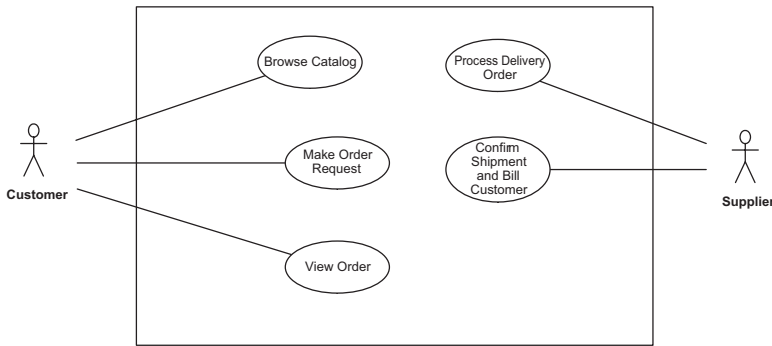 Browse Catalog
Process Delivery
Order
Make Order
Request
Confirm
Shipment
and Bill
Customer
Customer
Supplier
View Order